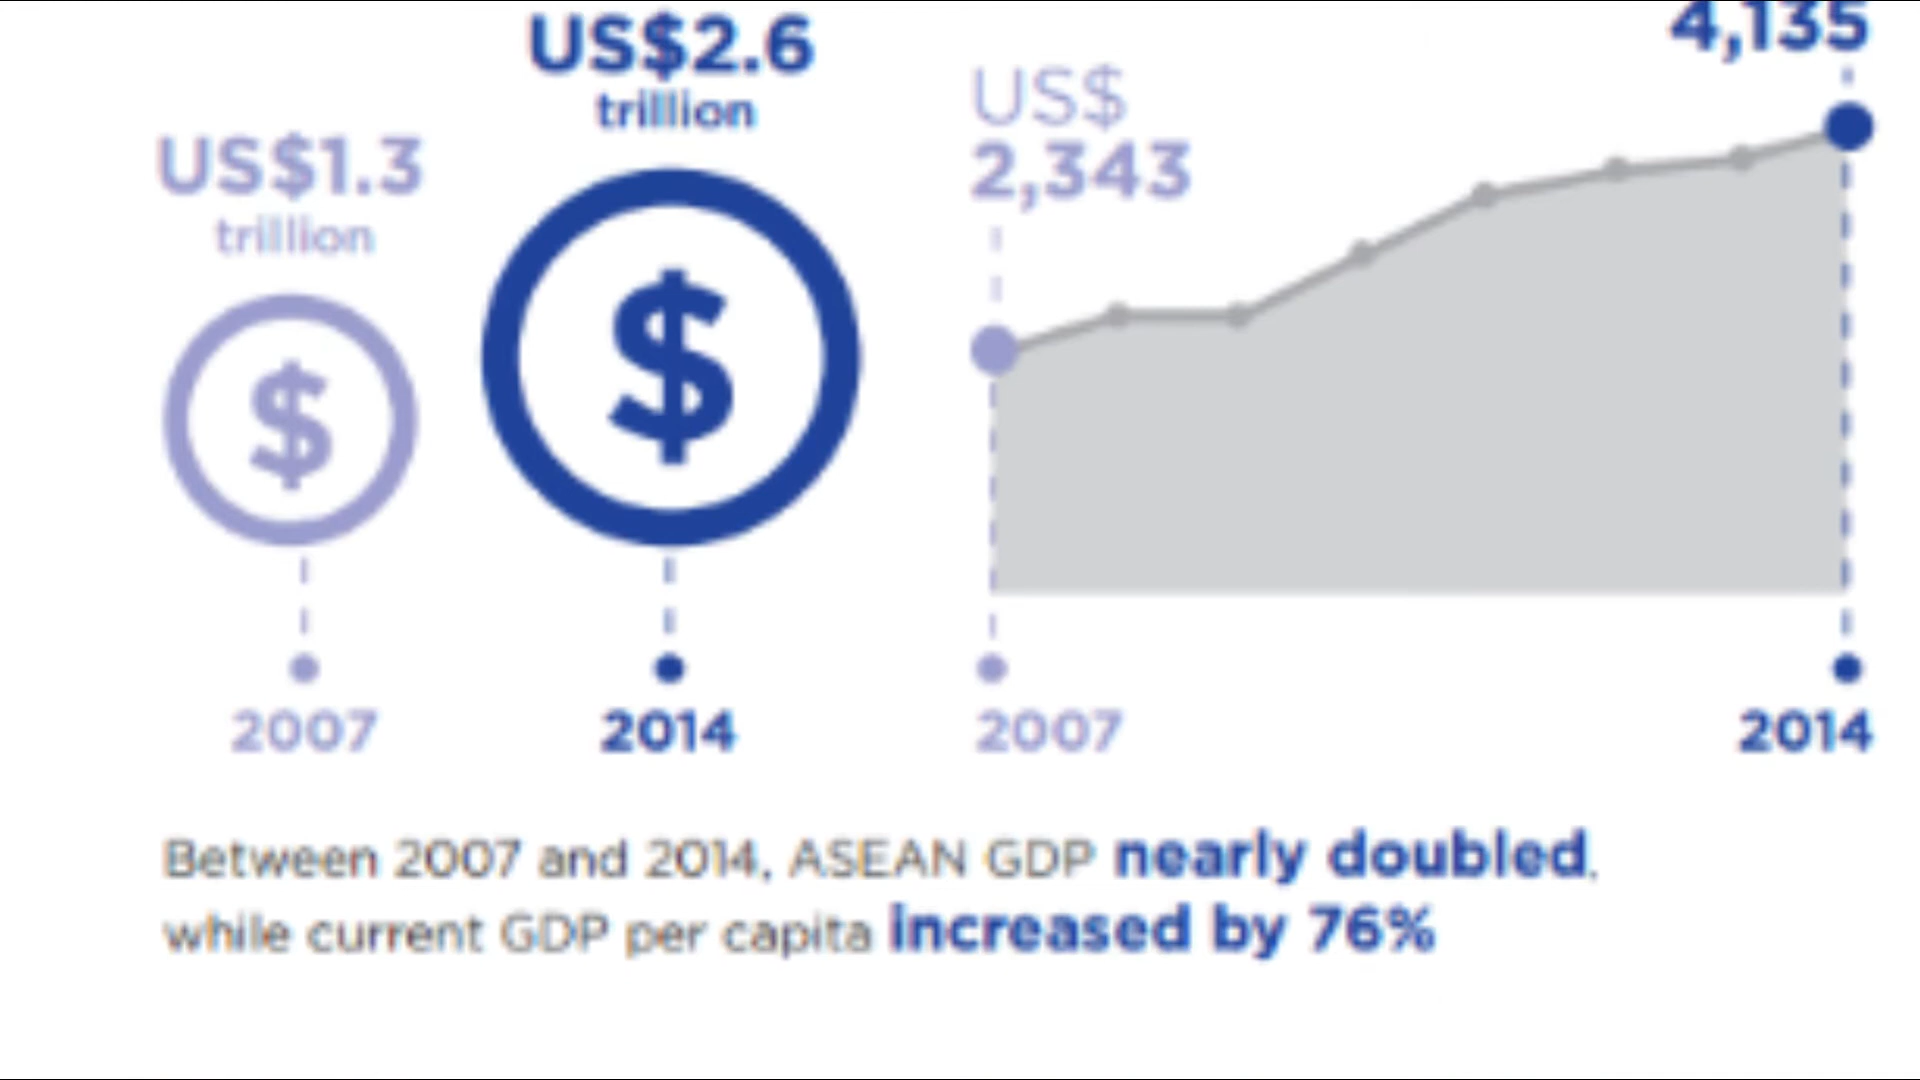 US$2.6
trillion
US$1.3
trillion
$
$
2007
2014
4,135
US$
2,343
2007
2014
Between 2007 and 2014, ASEAN GDP nearly doubled,
while current GDP per capita increased by 76%